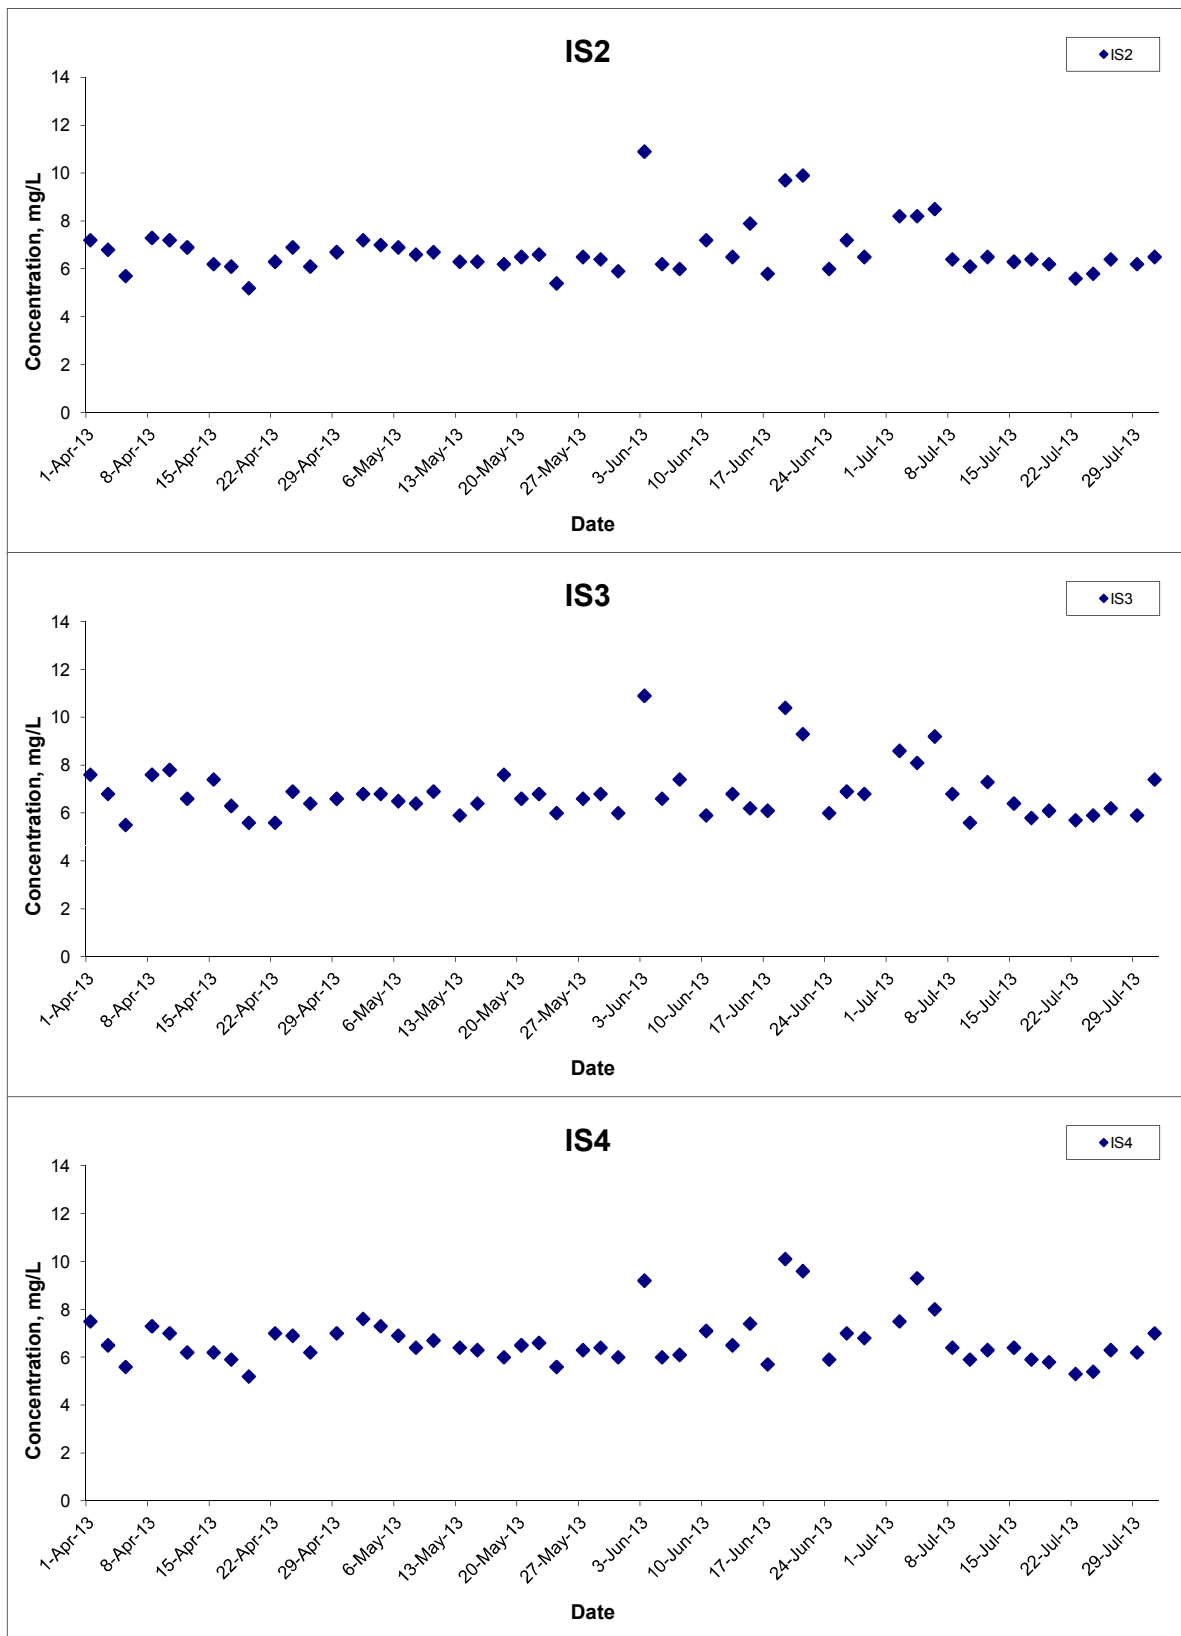 IS2
IS2
14
12
10
8
6
4
2
0
Concentration, mg/L
1-Apr-13 8-Apr-13 15-Apr-13 22-Apr-13 29-Apr-13 6-May-13 13-May-13 20-May-13 27-May-13 3-Jun-13 10-Jun-13 17-Jun-13 24-Jun-13 1-Jul-13 8-Jul-13 15-Jul-13 22-Jul-13 29-Jul-13
Date
IS3
IS3
14
12
10
8
6
4
2
0
Concentration, mg/L
1-Apr-13 8-Apr-13 15-Apr-13 22-Apr-13 29-Apr-13 6-May-13 13-May-13 20-May-13 27-May-13 3-Jun-13 10-Jun-13 17-Jun-13 24-Jun-13 1-Jul-13 8-Jul-13 15-Jul-13 22-Jul-13 29-Jul-13
Date
IS4
IS4
14
12
10
8
6
4
2
0
Concentration, mg/L
1-Apr-13 8-Apr-13 15-Apr-13 22-Apr-13 29-Apr-13 6-May-13 13-May-13 20-May-13 27-May-13 3-Jun-13 10-Jun-13 17-Jun-13 24-Jun-13 1-Jul-13 8-Jul-13 15-Jul-13 22-Jul-13 29-Jul-13
Date